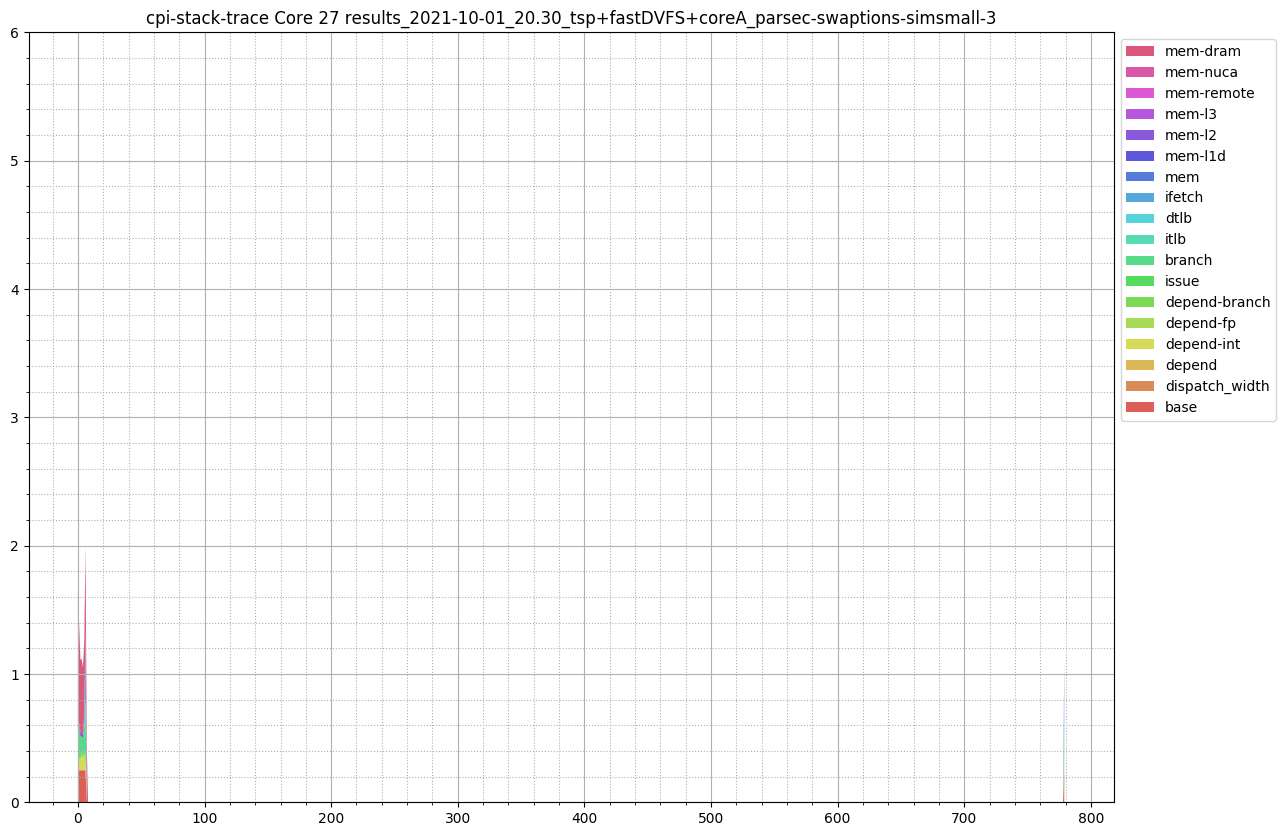 cpi-stack-trace Core 27 results_2021-10-01_20.30_tsp+fastDVFS+coreA_parsec-swaptions-simsmall-3
6
5
4
3
2
1
0
0 100 200 300 400 500 600 700 800
mem-dram
mem-nuca
mem-remote
mem-l3
mem-l2
mem-l1d
mem
ifetch
dtlb
itlb
branch
issue
depend-branch
depend-fp
depend-int
depend
dispatch_width
base